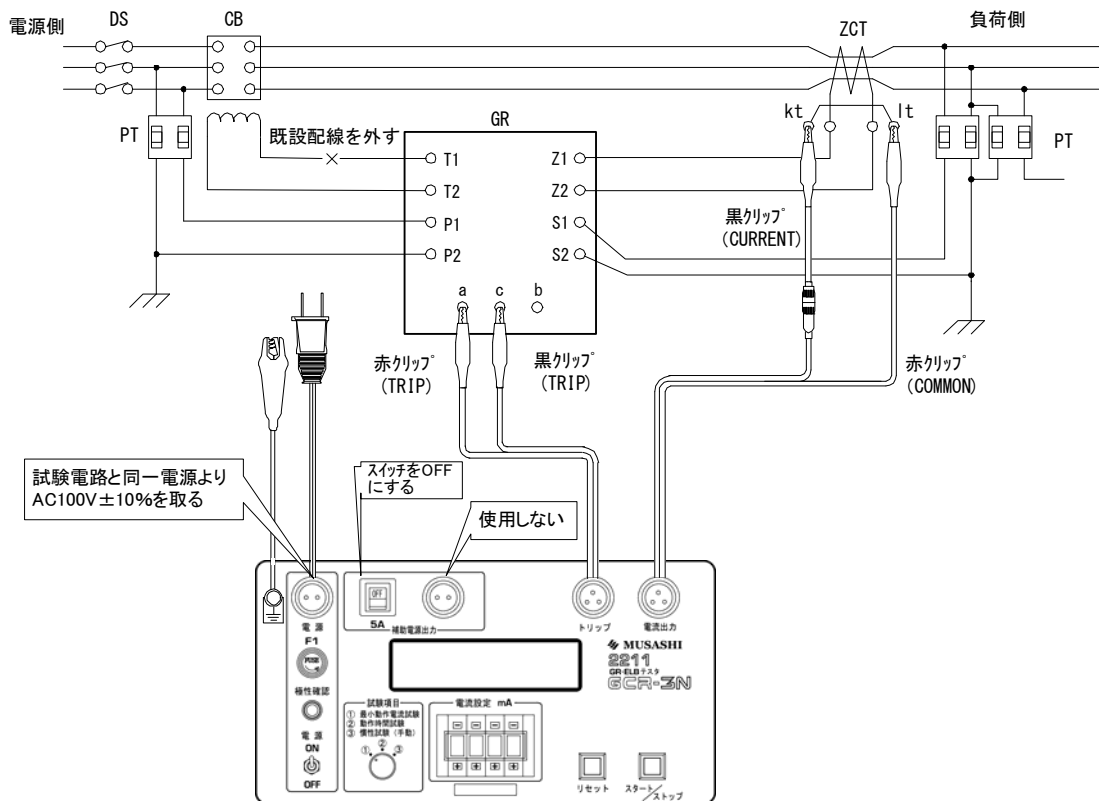 電源側
DS
CB
ZCT
負荷側
kt
lt
PT
既設配線を外す
GR
PT
T1
Z1
T2
Z2
P1
S1
P2
S2
黒クリップ
(CURRENT)
a
c
b
赤クリップ
(TRIP)
黒クリップ
(TRIP)
赤クリップ
(COMMON)
試験電路と同一電源より
AC100V±10%を取る
スイッチをOFF
にする
使用しない
OFF
電 源
5A
補助電源出力
トリップ
電流出力
F1
FUSE
MUSASHI
2211
GR・ELBテスタ
GCR-3N
極性確認
試験項目
① 最小動作電流試験
② 動作時間試験
③ 慣性試験(手動)
電流設定 mA
電 源
ON
OFF
①
②
③
リセット
スタート/ストップ